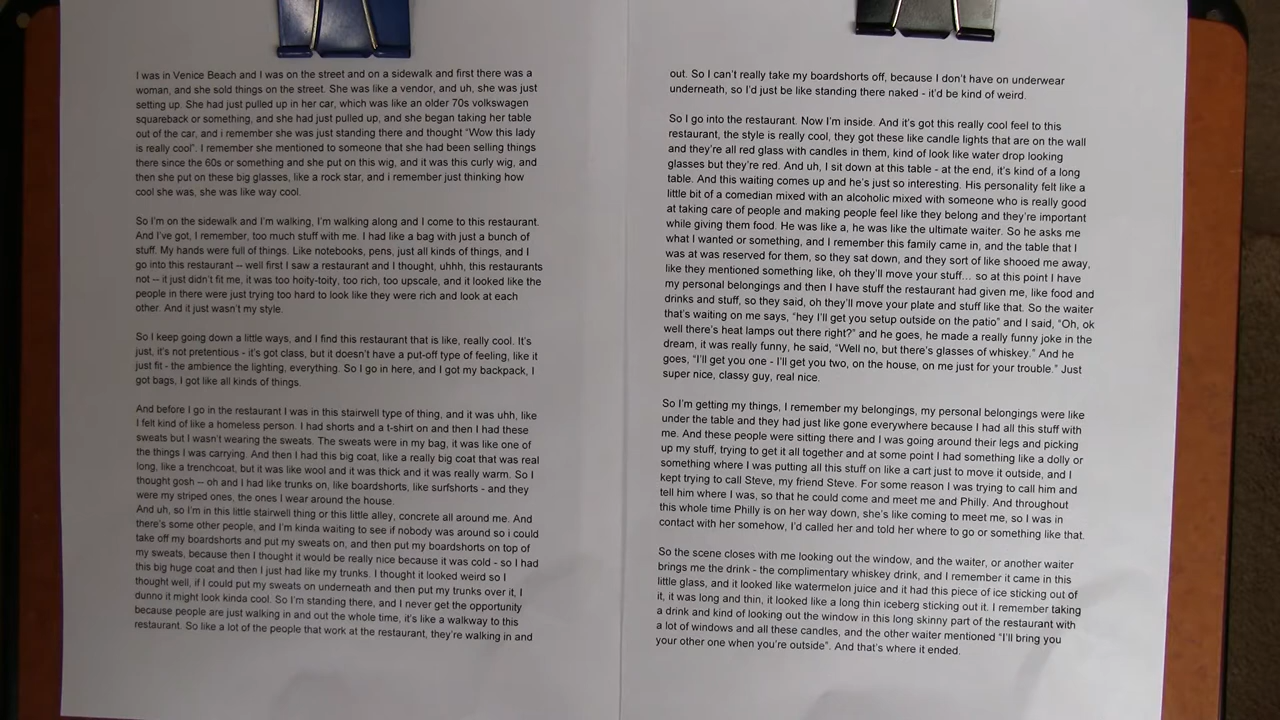 I was in Venice Beach and I was on the street and on a sidewalk and first there was a
woman, and she sold things on the street. She was like a vendor, and uh, she was just
setting up. She had just pulled up in her car, which was like an older 70s volkswagen
squareback or something, and she had just pulled up, and she began taking her table
out of the car, and i remember she was just standing there and thought "Wow this lady
is really cool". I remember she mentioned to someone that she had been selling things
there since the 60s or something and she put on this wig, and it was this curly wig, and
then she put on these big glasses, like a rock star, and i remember just thinking how
cool she was, she was like way cool.
So I'm on the sidewalk and I'm walking, I'm walking along and I come to this restaurant.
And I've got, I remember, too much stuff with me. I had like a bag with just a bunch of
stuff. My hands were full of things. Like notebooks, pens, just all kinds of things, and I
go into this restaurant -- well first I saw a restaurant and I thought, uhhh, this restaurants
not -- it just didn't fit me, it was too hoity-toity, too rich, too upscale, and it looked like the
people in there were just trying too hard to look like they were rich and look at each
other. And it just wasn't my style.
So I keep going down a little ways, and I find this restaurant that is like, really cool. It's
just, it's not pretentious - it's got class, but it doesn't have a put-off type of feeling, like it
just fit - the ambience the lighting, everything. So I go in here, and I got my backpack, I
got bags, I got like all kinds of things.
And before I go in the restaurant I was in this stairwell type of thing, and it was uhh, like
I felt kind of like a homeless person. I had shorts and a t-shirt on and then I had these
sweats but I wasn't wearing the sweats. The sweats were in my bag, it was like one of
the things I was carrying. And then I had this big coat, like a really big coat that was real
long, like a trenchcoat, but it was like wool and it was thick and it was really warm. So I
thought gosh -- oh and I had like trunks on, like boardshorts, like surfshorts - and they
were my striped ones, the ones I wear around the house.
And uh, so I'm in this little stairwell thing or this little alley, concrete all around me. And
there's some other people, and I'm kinda waiting to see if nobody was around so i could
take off my boardshorts and put my sweats on, and then put my boardshorts on top of
my sweats, because then I thought it would be really nice because it was cold - so I had
this big huge coat and then I just had like my trunks. I thought it looked weird so I
thought well, if I could put my sweats on underneath and then put my trunks over it, I
dunno it might look kinda cool. So I'm standing there, and I never get the opportunity
because people are just walking in and out the whole time, it's like a walkway to this
restaurant. So like a lot of the people that work at the restaurant, they're walking in and
out. So I can't really take my boardshorts off, because I don't have on underwear
underneath, so I'd just be like standing there naked - it'd be kind of weird.
So I go into the restaurant. Now I'm inside. And it's got this really cool feel to this
restaurant, the style is really cool, they got these like candle lights that are on the wall
and they're all red glass with candles in them, kind of look like water drop looking
glasses but they're red. And uh, I sit down at this table - at the end, it's kind of a long
table. And this waiting comes up and he's just so interesting. His personality felt like a
little bit of a comedian mixed with an alcoholic mixed with someone who is really good
at taking care of people and making people feel like they belong and they're important
while giving them food. He was like a, he was like the ultimate waiter. So he asks me
what I wanted or something, and I remember this family came in, and the table that I
was at was reserved for them, so they sat down, and they sort of like shooed me away,
like they mentioned something like, oh they'll move your stuff... so at this point I have
my personal belongings and then I have stuff the restaurant had given me, like food and
drinks and stuff, so they said, oh they'll move your plate and stuff like that. So the waiter
that's waiting on me says, "hey I'll get you setup outside on the patio" and I said, "Oh, ok
well there's heat lamps out there right?" and he goes, he made a really funny joke in the
dream, it was really funny, he said, "Well no, but there's glasses of whiskey." And he
goes, "I'll get you one - I'll get you two, on the house, on me just for your trouble." Just
super nice, classy guy, real nice.
So I'm getting my things, I remember my belongings, my personal belongings were like
under the table and they had just like gone everywhere because I had all this stuff with
me. And these people were sitting there and I was going around their legs and picking
up my stuff, trying to get it all together and at some point I had something like a dolly or
something where I was putting all this stuff on like a cart just to move it outside, and I
kept trying to call Steve, my friend Steve. For some reason I was trying to call him and
tell him where I was, so that he could come and meet me and Philly. And throughout
this whole time Philly is on her way down, she's like coming to meet me, so I was in
contact with her somehow, I'd called her and told her where to go or something like that.
So the scene closes with me looking out the window, and the waiter, or another waiter
brings me the drink - the complimentary whiskey drink, and I remember it came in this
little glass, and it looked like watermelon juice and it had this piece of ice sticking out of
it, it was long and thin, it looked like a long thin iceberg sticking out it. I remember taking
a drink and kind of looking out the window in this long skinny part of the restaurant with
a lot of windows and all these candles, and the other waiter mentioned "I'll bring you
your other one when you're outside". And that's where it ended.